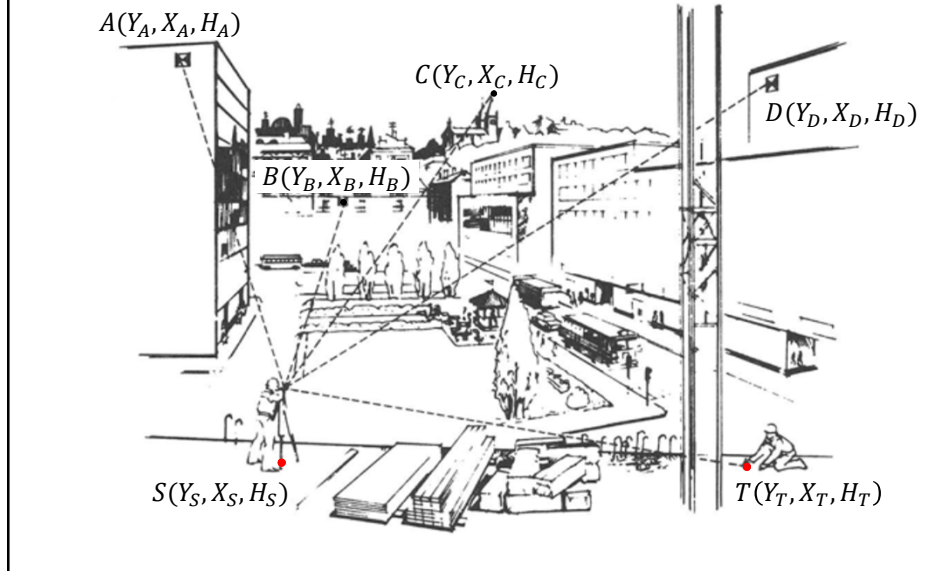 A(Y_A, X_A, H_A)
C(Y_C, X_C, H_C)
D(Y_D, X_D, H_D)
B(Y_B, X_B, H_B)
S(Y_S, X_S, H_S)
T(Y_T, X_T, H_T)